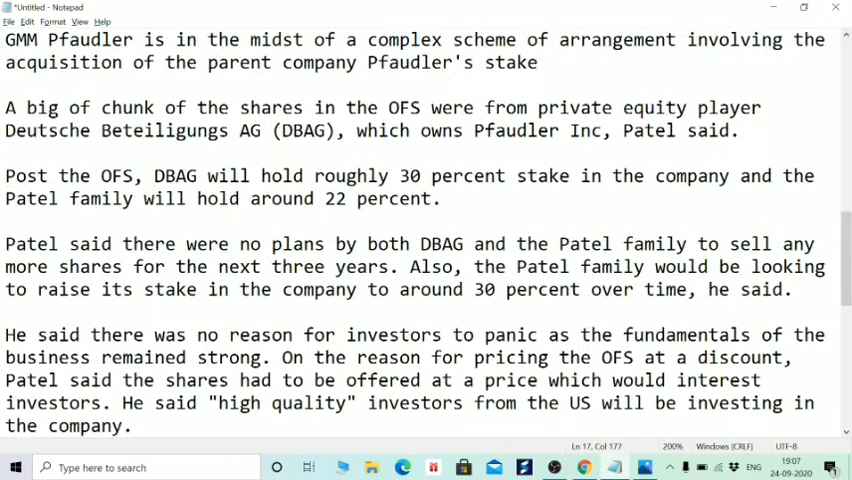 *Untitled - Notepad
File Edit Format View Help
GMM Pfaudler is in the midst of a complex scheme of arrangement involving the
acquisition of the parent company Pfaudler's stake
A big of chunk of the shares in the OFS were from private equity player
Deutsche Beteiligungs AG (DBAG), which owns Pfaudler Inc, Patel said.
Post the OFS, DBAG will hold roughly 30 percent stake in the company and the
Patel family will hold around 22 percent.
Patel said there were no plans by both DBAG and the Patel family to sell any
more shares for the next three years. Also, the Patel family would be looking
to raise its stake in the company to around 30 percent over time, he said.
He said there was no reason for investors to panic as the fundamentals of the
business remained strong. On the reason for pricing the OFS at a discount,
Patel said the shares had to be offered at a price which would interest
investors. He said "high quality" investors from the US will be investing in
the company.
Ln 17, Col 177 200% Windows (CRLF) UTF-8
Type here to search ENG 19:07
24-09-2020